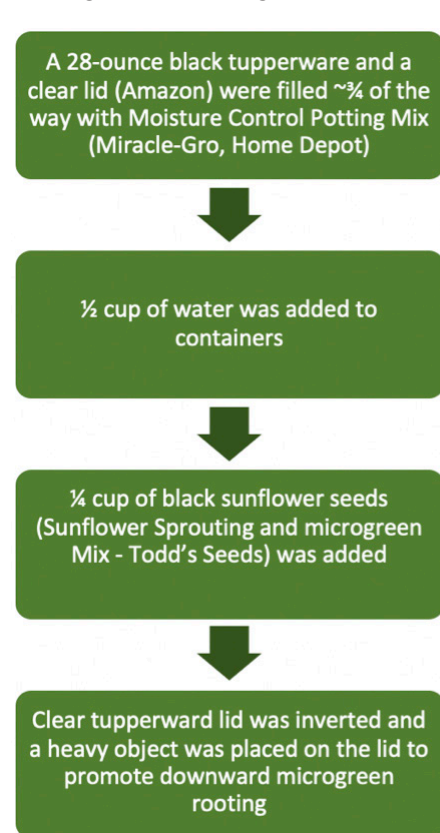 A 28-ounce black tupperware and a
clear lid (Amazon) were filled ~¾ of the
way with Moisture Control Potting Mix
(Miracle-Gro, Home Depot)
½ cup of water was added to
containers
¼ cup of black sunflower seeds
(Sunflower Sprouting and microgreen
Mix - Todd's Seeds) was added
Clear tupperward lid was inverted and
a heavy object was placed on the lid to
promote downward microgreen
rooting